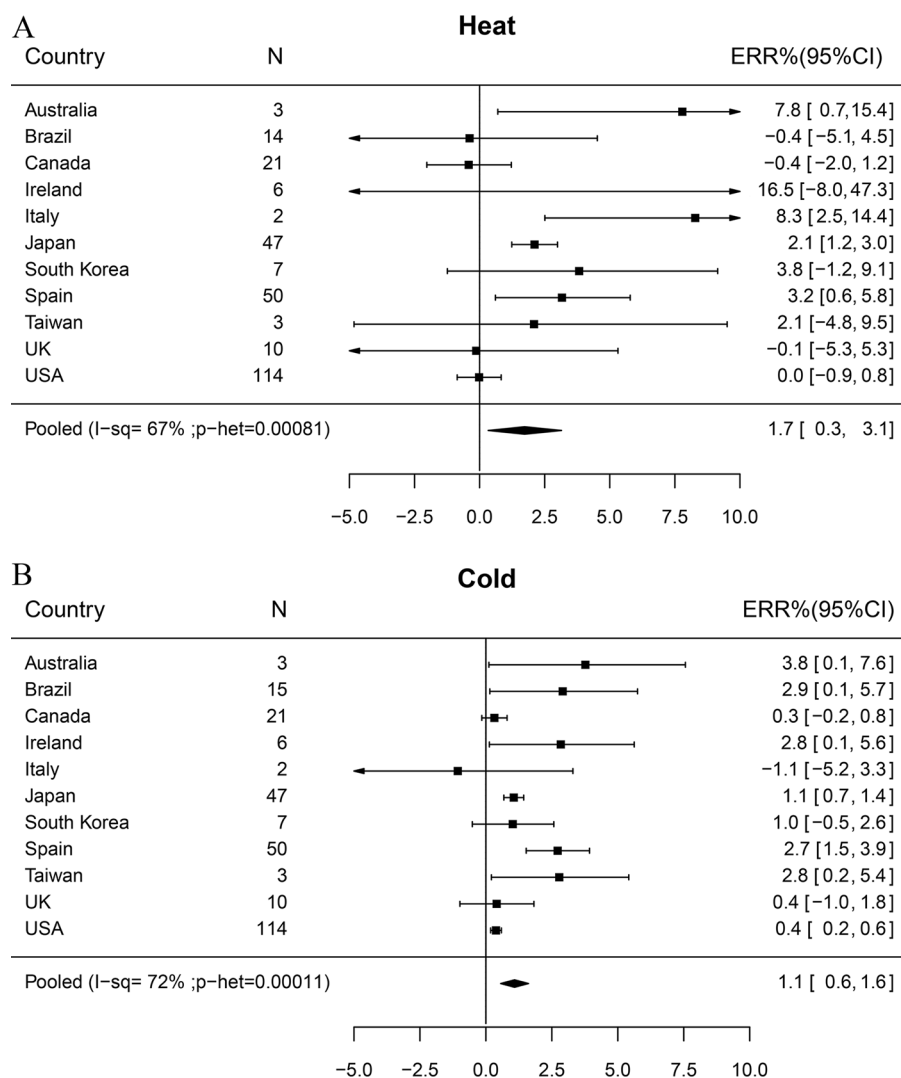 A
Heat
Country N ERR%(95%CI)
Australia 3 7.8 [ 0.7,15.4]
Brazil 14 −0.4 [−5.1, 4.5]
Canada 21 −0.4 [−2.0, 1.2]
Ireland 6 16.5 [−8.0, 47.3]
Italy 2 8.3 [2.5, 14.4]
Japan 47 2.1 [1.2, 3.0]
South Korea 7 3.8 [−1.2, 9.1]
Spain 50 3.2 [0.6, 5.8]
Taiwan 3 2.1 [−4.8, 9.5]
UK 10 −0.1 [−5.3, 5.3]
USA 114 0.0 [−0.9, 0.8]
Pooled (I−sq= 67% ;p−het=0.00081) 1.7 [ 0.3, 3.1]
−5.0 −2.5 0.0 2.5 5.0 7.5 10.0
B
Cold
Country N ERR%(95%CI)
Australia 3 3.8 [0.1, 7.6]
Brazil 15 2.9 [0.1, 5.7]
Canada 21 0.3 [−0.2, 0.8]
Ireland 6 2.8 [0.1, 5.6]
Italy 2 −1.1 [−5.2, 3.3]
Japan 47 1.1 [0.7, 1.4]
South Korea 7 1.0 [−0.5, 2.6]
Spain 50 2.7 [1.5, 3.9]
Taiwan 3 2.8 [0.2, 5.4]
UK 10 0.4 [−1.0, 1.8]
USA 114 0.4 [ 0.2, 0.6]
Pooled (I−sq= 72% ;p−het=0.00011) 1.1 [ 0.6, 1.6]
−5.0 −2.5 0.0 2.5 5.0 7.5 10.0